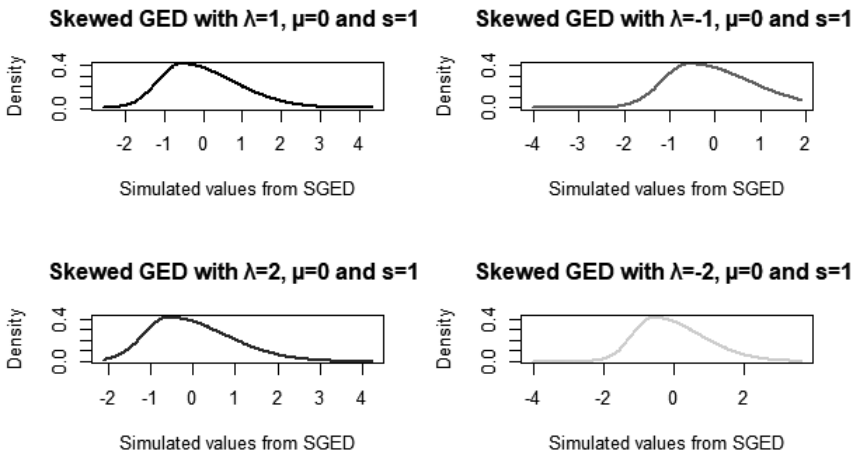 Skewed GED with λ=1, μ=0 and s=1
Density
0.0 0.4
-2 -1 0 1 2 3 4
Simulated values from SGED
Skewed GED with λ=-1, μ=0 and s=1
Density
0.0 0.4
-4 -3 -2 -1 0 1 2
Simulated values from SGED
Skewed GED with λ=2, μ=0 and s=1
Density
0.0 0.4
-2 -1 0 1 2 3 4
Simulated values from SGED
Skewed GED with λ=-2, μ=0 and s=1
Density
0.0 0.4
-4 -2 0 2
Simulated values from SGED